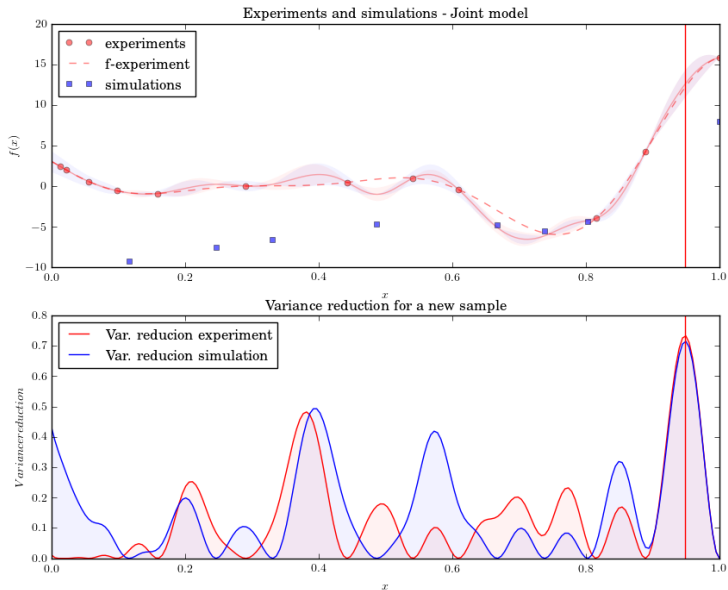 Experiments and simulations - Joint model
20
15
10
5
0
−5
−10
f(x)
experiments
f-experiment
simulations
0.0 0.2 0.4 0.6 0.8 1.0
x
Variance reduction for a new sample
0.8
0.7
0.6
0.5
0.4
0.3
0.2
0.1
0.0
Variancereduction
Var. reducion experiment
Var. reducion simulation
0.0 0.2 0.4 0.6 0.8 1.0
x